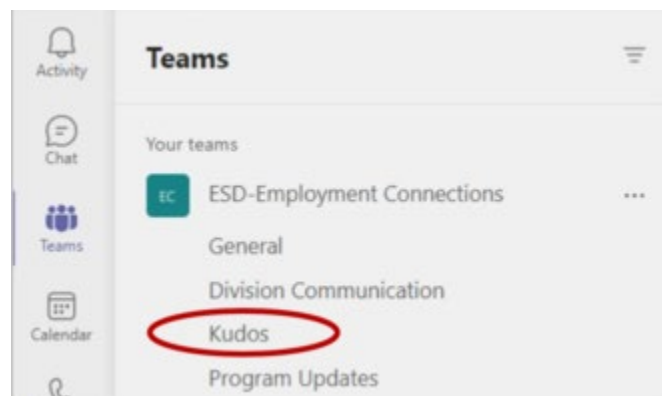 Activity
Chat
Teams
Calendar
Teams
Your teams
EC
ESD-Employment Connections
General
Division Communication
Kudos
Program Updates